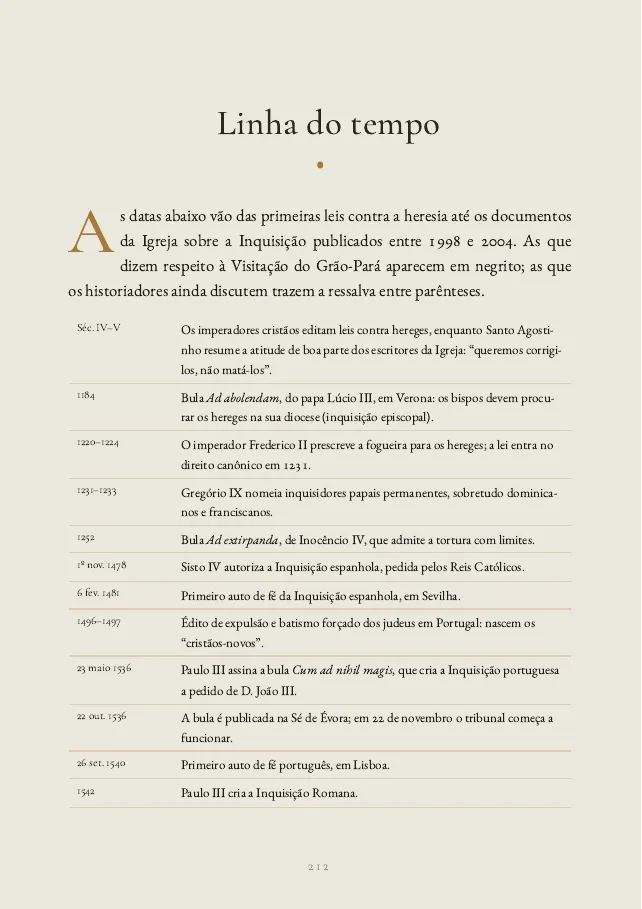 Linha do tempo
As datas abaixo vão das primeiras leis contra a heresia até os documentos
da Igreja sobre a Inquisição publicados entre 1998 e 2004. As que
dizem respeito à Visitação do Grão-Pará aparecem em negrito; as que
os historiadores ainda discutem trazem a ressalva entre parênteses.
Séc. IV–V Os imperadores cristãos editam leis contra hereges, enquanto Santo Agosti-
nho resume a atitude de boa parte dos escritores da Igreja: “queremos corrigi-
los, não matá-los”.
1184 Bula Ad abolendam, do papa Lúcio III, em Verona: os bispos devem procu-
rar os hereges na sua diocese (inquisição episcopal).
1220–1224 O imperador Frederico II prescreve a fogueira para os hereges; a lei entra no
direito canônico em 1231.
1231–1233 Gregório IX nomeia inquisidores papais permanentes, sobretudo dominica-
nos e franciscanos.
1252 Bula Ad extirpanda, de Inocêncio IV, que admite a tortura com limites.
1º nov. 1478 Sisto IV autoriza a Inquisição espanhola, pedida pelos Reis Católicos.
6 fev. 1481 Primeiro auto de fé da Inquisição espanhola, em Sevilha.
1496–1497 Édito de expulsão e batismo forçado dos judeus em Portugal: nascem os
“cristãos-novos”.
23 maio 1536 Paulo III assina a bula Cum ad nihil magis, que cria a Inquisição portuguesa
a pedido de D. João III.
22 out. 1536 A bula é publicada na Sé de Évora; em 22 de novembro o tribunal começa a
funcionar.
26 set. 1540 Primeiro auto de fé português, em Lisboa.
1542 Paulo III cria a Inquisição Romana.
212